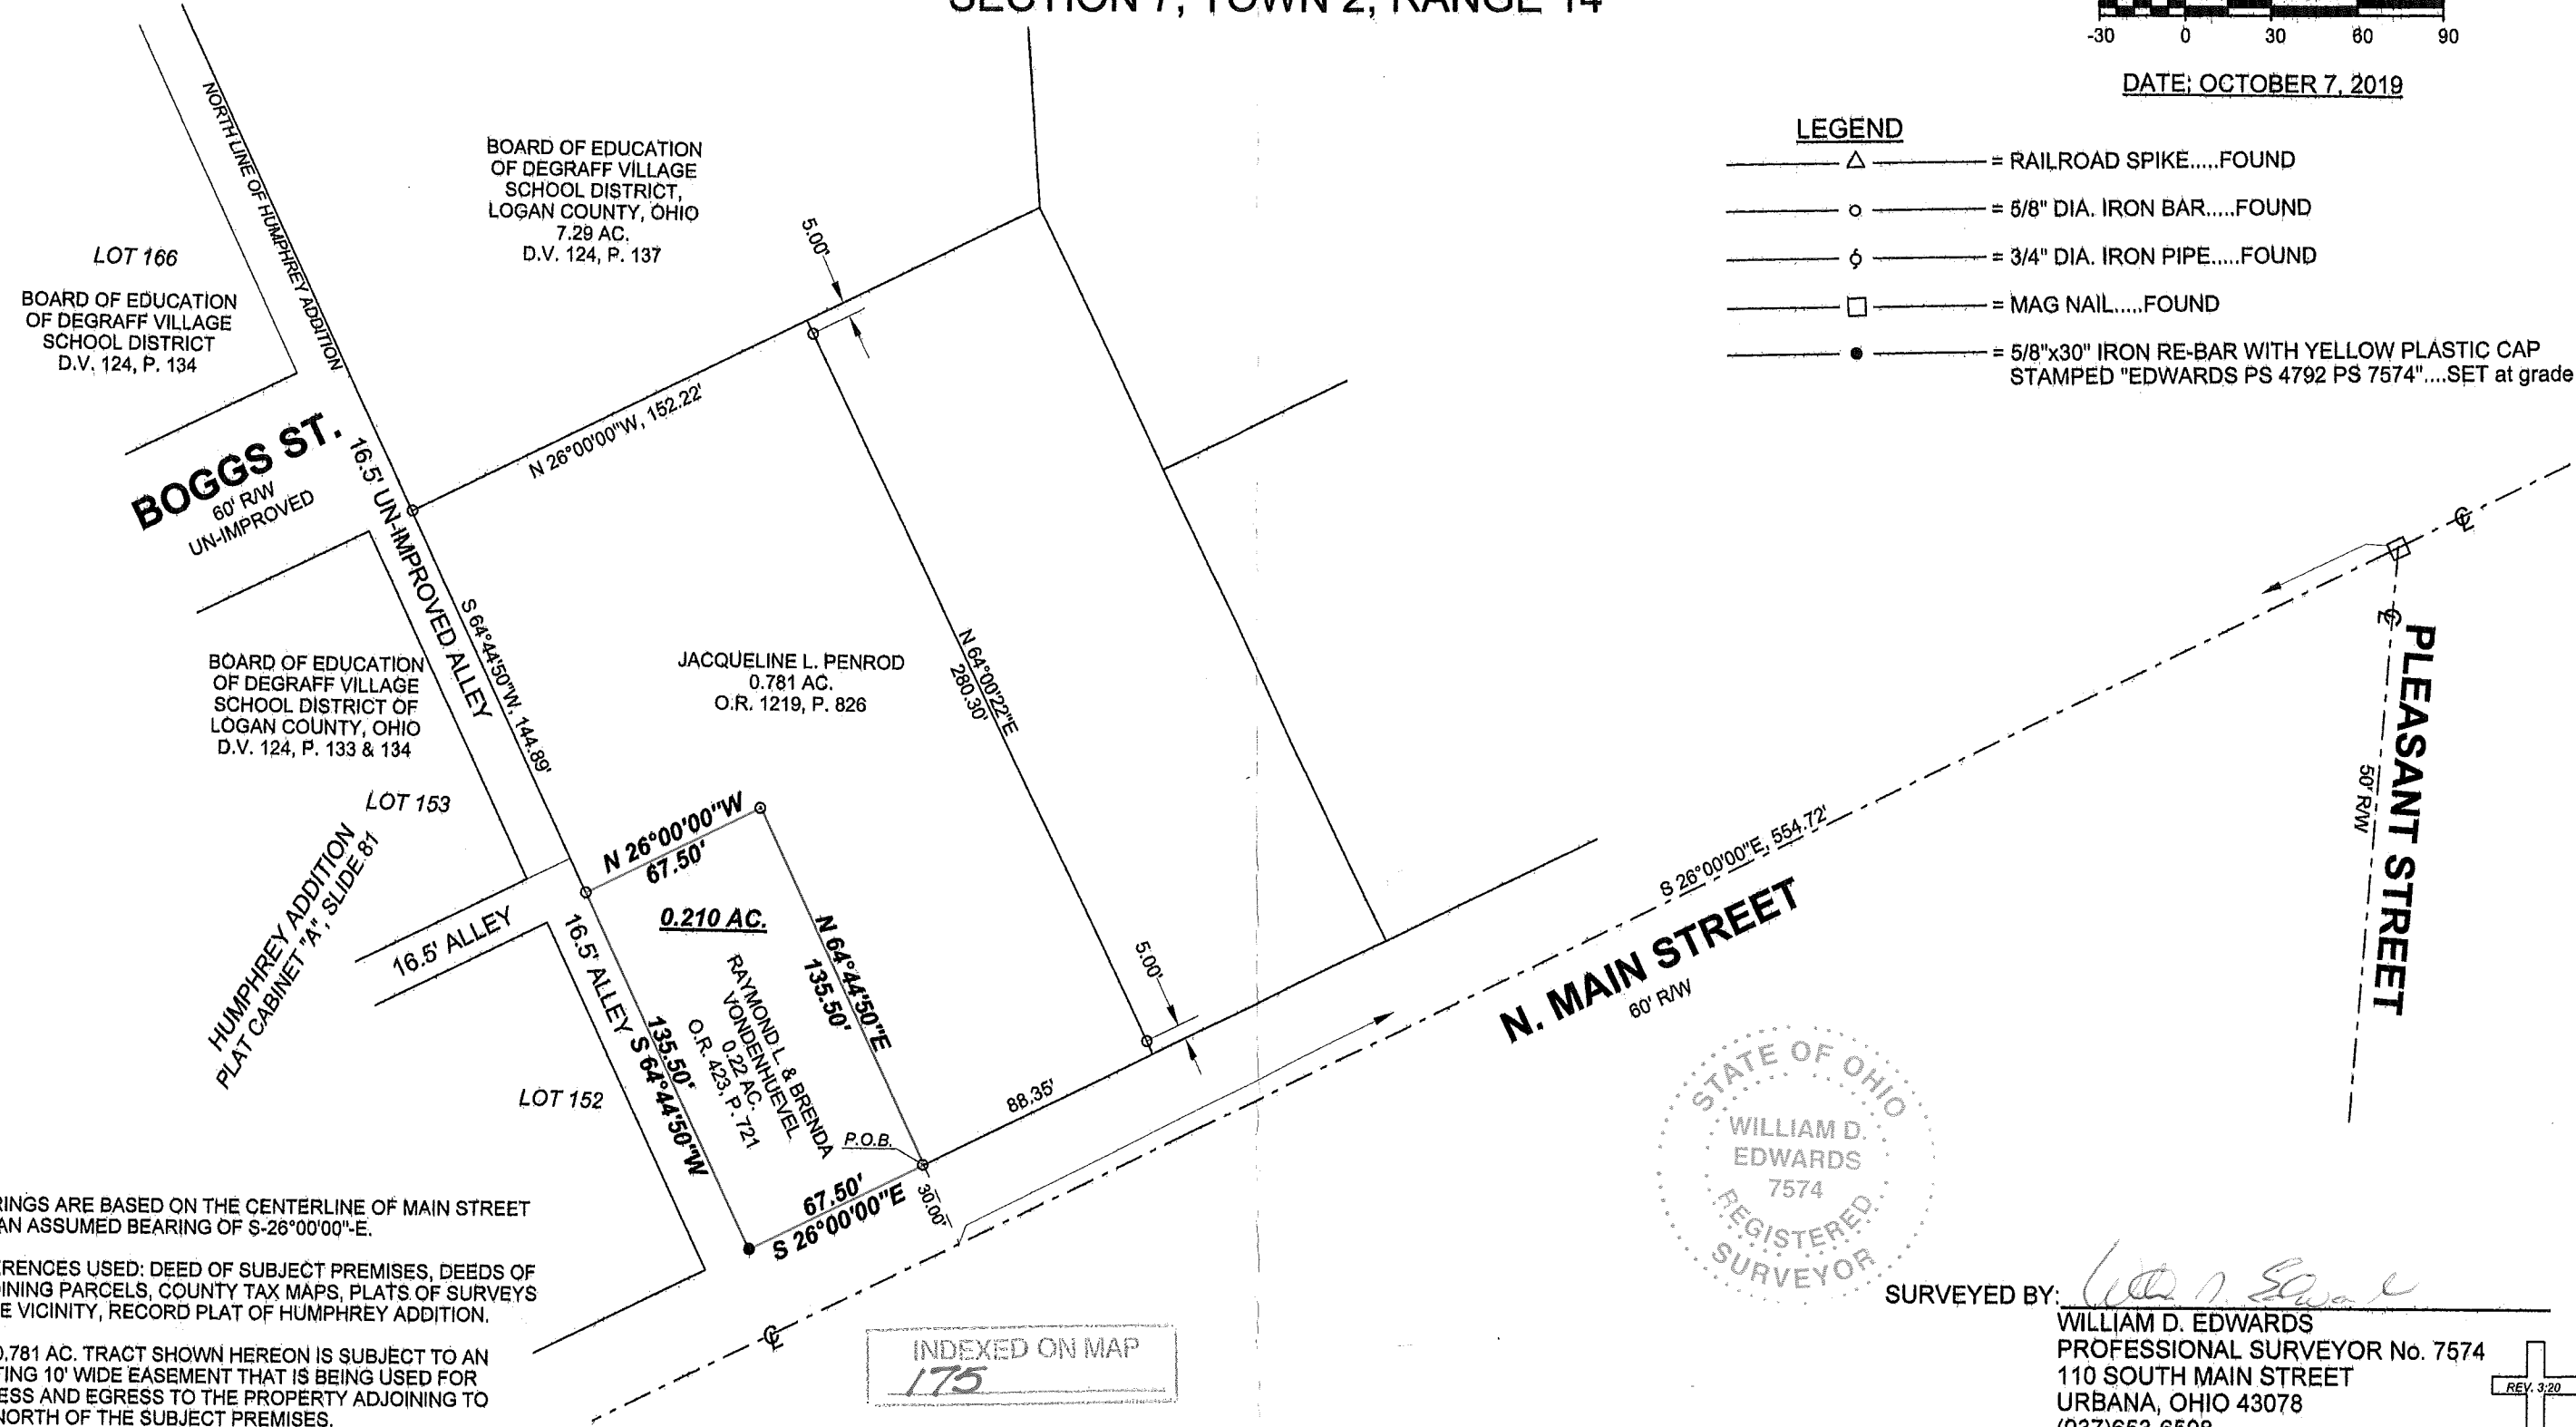 SECTION 7, TOWN 2, RANGE 14
-30 0 30 60 90
DATE: OCTOBER 7, 2019
LEGEND
= RAILROAD SPIKE.....FOUND
= 5/8" DIA. IRON BAR.....FOUND
= 3/4" DIA. IRON PIPE.....FOUND
= MAG NAIL.....FOUND
= 5/8"x30" IRON RE-BAR WITH YELLOW PLASTIC CAP
STAMPED "EDWARDS PS 4792 PS 7574"....SET at grade
NORTH LINE OF HUMPHREY ADDITION
BOARD OF EDUCATION
OF DEGRAFF VILLAGE
SCHOOL DISTRICT,
LOGAN COUNTY, OHIO
7.29 AC.
D.V. 124, P. 137
LOT 166
BOARD OF EDUCATION
OF DEGRAFF VILLAGE
SCHOOL DISTRICT
D.V. 124, P. 134
5.00'
N 26°00'00"W, 152.22'
BOGGS ST.
60' R/W
UN-IMPROVED
16.5' UN-IMPROVED ALLEY
S 64°44'50"W, 144.89'
BOARD OF EDUCATION
OF DEGRAFF VILLAGE
SCHOOL DISTRICT OF
LOGAN COUNTY, OHIO
D.V. 124, P. 133 & 134
JACQUELINE L. PENROD
0.781 AC.
O.R. 1219, P. 826
N 64°00'22"E
280.30'
LOT 153
HUMPHREY ADDITION
PLAT CABINET "A", SLIDE 81
N 26°00'00"W
67.50'
0.210 AC.
N 64°44'50"E
135.50'
16.5' ALLEY
16.5' ALLEY
S 64°44'50"W
135.50'
RAYMOND L. & BRENDA
VONDENHUEVEL
0.22 AC.
O.R. 423, P. 721
LOT 152
P.O.B.
67.50'
S 26°00'00"E
30.00'
88.35'
5.00'
S 26°00'00"E, 554.72'
N. MAIN STREET
60' R/W
PLEASANT STREET
50' R/W
STATE OF OHIO
WILLIAM D.
EDWARDS
7574
REGISTERED
SURVEYOR
RINGS ARE BASED ON THE CENTERLINE OF MAIN STREET
AN ASSUMED BEARING OF S-26°00'00"-E.
ERENCES USED: DEED OF SUBJECT PREMISES, DEEDS OF
INING PARCELS, COUNTY TAX MAPS, PLATS OF SURVEYS
E VICINITY, RECORD PLAT OF HUMPHREY ADDITION.
0.781 AC. TRACT SHOWN HEREON IS SUBJECT TO AN
TING 10' WIDE EASEMENT THAT IS BEING USED FOR
ESS AND EGRESS TO THE PROPERTY ADJOINING TO
NORTH OF THE SUBJECT PREMISES.
INDEXED ON MAP
175
SURVEYED BY:
WILLIAM D. EDWARDS
PROFESSIONAL SURVEYOR No. 7574
110 SOUTH MAIN STREET
URBANA, OHIO 43078
(937)653-6508
REV. 3:20